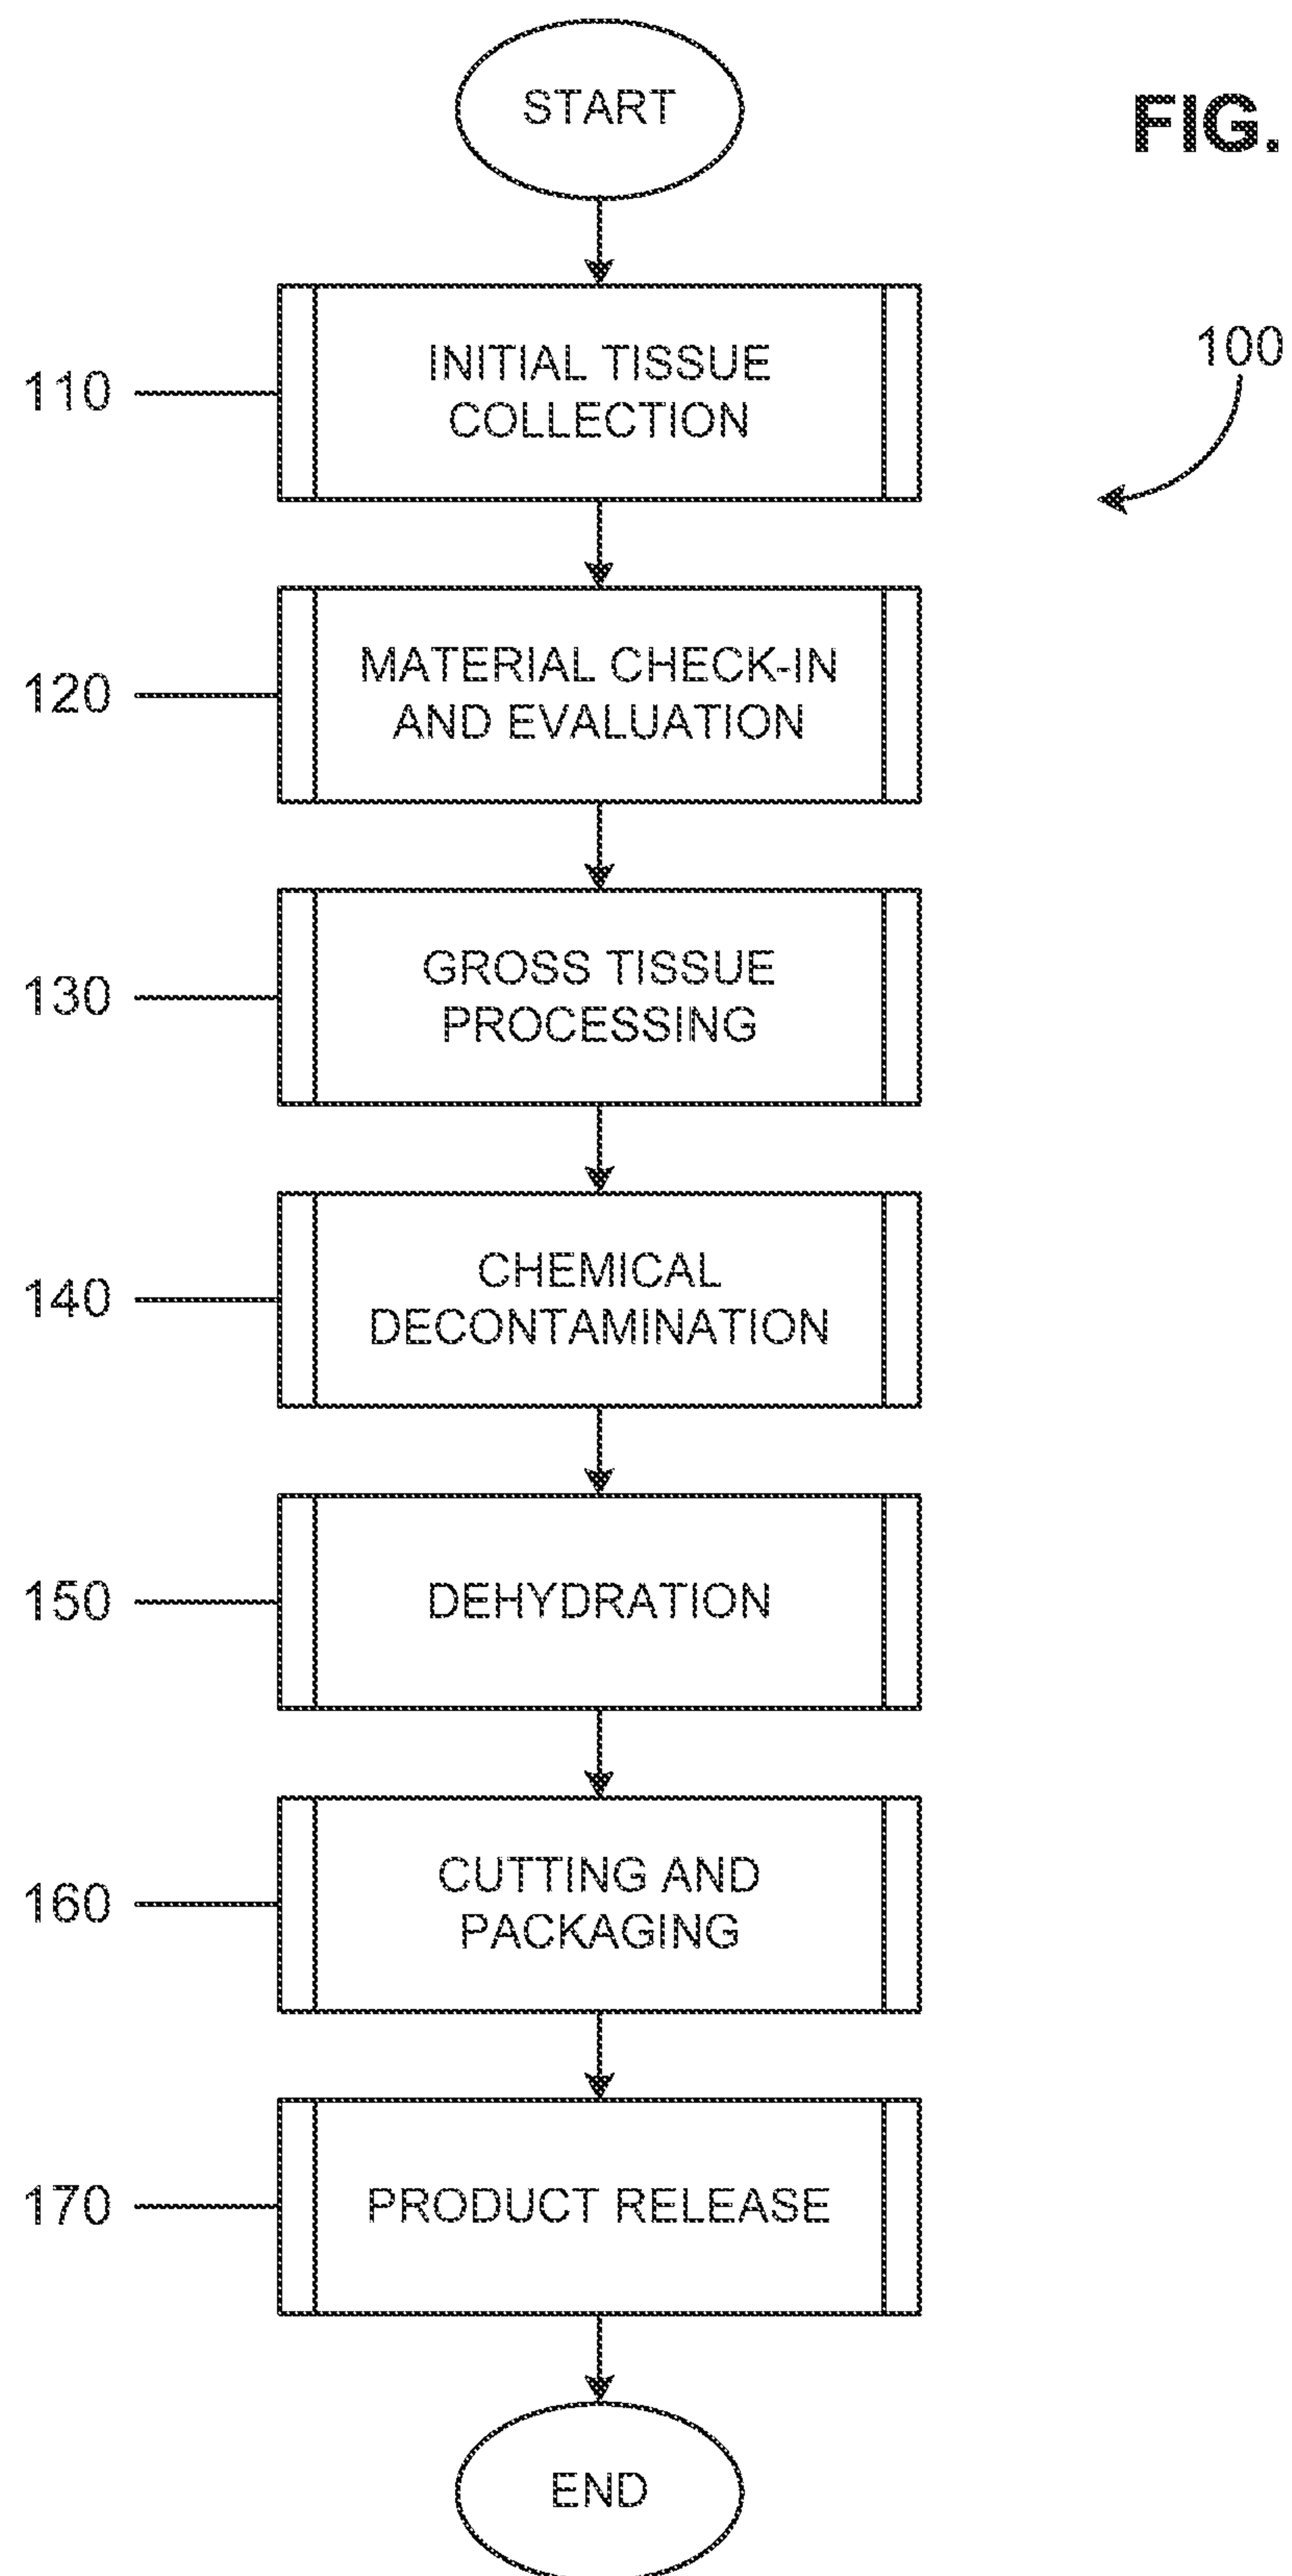 START
FIG.
100
110
INITIAL TISSUE
COLLECTION
120
MATERIAL CHECK-IN
AND EVALUATION
130
GROSS TISSUE
PROCESSING
140
CHEMICAL
DECONTAMINATION
150
DEHYDRATION
160
CUTTING AND
PACKAGING
170
PRODUCT RELEASE
END